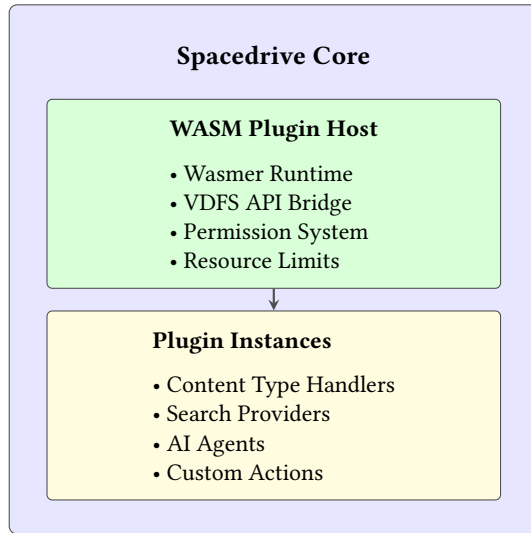 Spacedrive Core
WASM Plugin Host
• Wasmer Runtime
• VDFS API Bridge
• Permission System
• Resource Limits
Plugin Instances
• Content Type Handlers
• Search Providers
• AI Agents
• Custom Actions